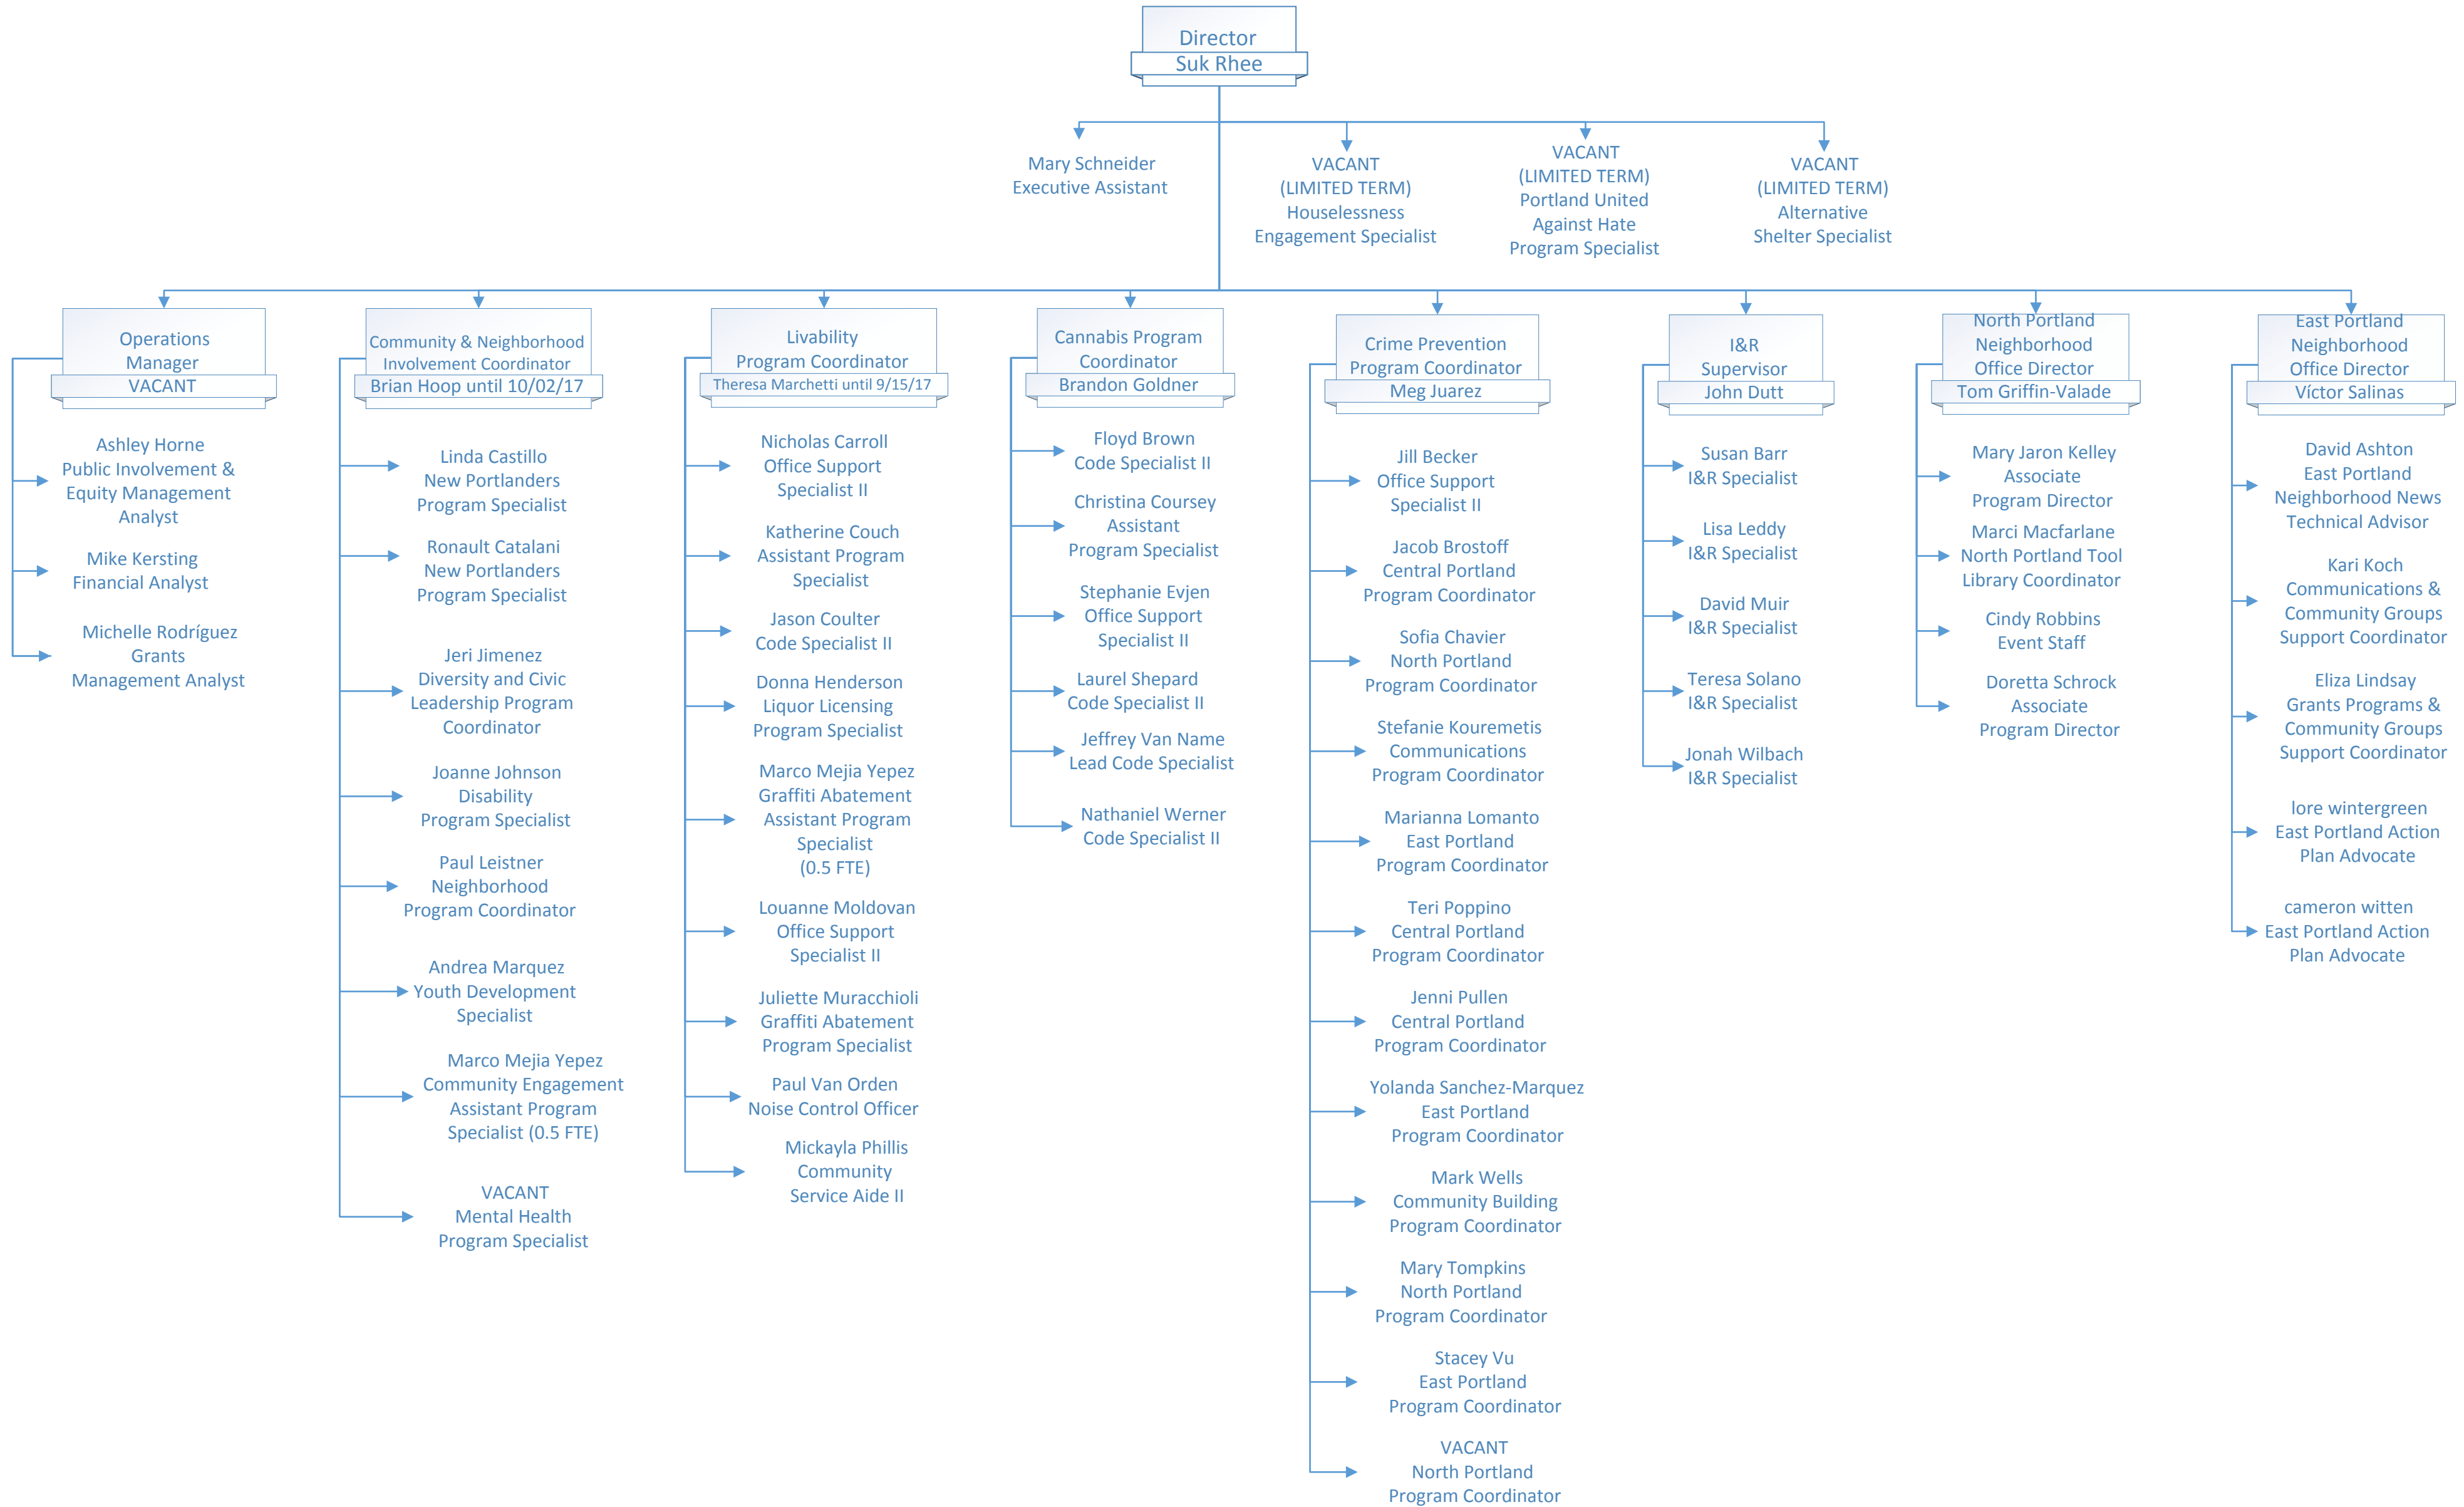 Director
Suk Rhee
Mary Schneider
Executive Assistant
VACANT
(LIMITED TERM)
Houselessness
Engagement Specialist
VACANT
(LIMITED TERM)
Portland United
Against Hate
Program Specialist
VACANT
(LIMITED TERM)
Alternative
Shelter Specialist
Operations
Manager
VACANT
Ashley Horne
Public Involvement &
Equity Management
Analyst
Mike Kersting
Financial Analyst
Michelle Rodríguez
Grants
Management Analyst
Community & Neighborhood
Involvement Coordinator
Brian Hoop until 10/02/17
Linda Castillo
New Portlanders
Program Specialist
Ronault Catalani
New Portlanders
Program Specialist
Jeri Jimenez
Diversity and Civic
Leadership Program
Coordinator
Joanne Johnson
Disability
Program Specialist
Paul Leistner
Neighborhood
Program Coordinator
Andrea Marquez
Youth Development
Specialist
Marco Mejia Yepez
Community Engagement
Assistant Program
Specialist (0.5 FTE)
VACANT
Mental Health
Program Specialist
Livability
Program Coordinator
Theresa Marchetti until 9/15/17
Nicholas Carroll
Office Support
Specialist II
Katherine Couch
Assistant Program
Specialist
Jason Coulter
Code Specialist II
Donna Henderson
Liquor Licensing
Program Specialist
Marco Mejia Yepez
Graffiti Abatement
Assistant Program
Specialist
(0.5 FTE)
Louanne Moldovan
Office Support
Specialist II
Juliette Muracchioli
Graffiti Abatement
Program Specialist
Paul Van Orden
Noise Control Officer
Mickayla Phillis
Community
Service Aide II
Cannabis Program
Coordinator
Brandon Goldner
Floyd Brown
Code Specialist II
Christina Coursey
Assistant
Program Specialist
Stephanie Evjen
Office Support
Specialist II
Laurel Shepard
Code Specialist II
Jeffrey Van Name
Lead Code Specialist
Nathaniel Werner
Code Specialist II
Crime Prevention
Program Coordinator
Meg Juarez
Jill Becker
Office Support
Specialist II
Jacob Brostoff
Central Portland
Program Coordinator
Sofia Chavier
North Portland
Program Coordinator
Stefanie Kouremetis
Communications
Program Coordinator
Marianna Lomanto
East Portland
Program Coordinator
Teri Poppino
Central Portland
Program Coordinator
Jenni Pullen
Central Portland
Program Coordinator
Yolanda Sanchez-Marquez
East Portland
Program Coordinator
Mark Wells
Community Building
Program Coordinator
Mary Tompkins
North Portland
Program Coordinator
Stacey Vu
East Portland
Program Coordinator
VACANT
North Portland
Program Coordinator
I&R
Supervisor
John Dutt
Susan Barr
I&R Specialist
Lisa Leddy
I&R Specialist
David Muir
I&R Specialist
Teresa Solano
I&R Specialist
Jonah Wilbach
I&R Specialist
North Portland
Neighborhood
Office Director
Tom Griffin-Valade
Mary Jaron Kelley
Associate
Program Director
Marci Macfarlane
North Portland Tool
Library Coordinator
Cindy Robbins
Event Staff
Doretta Schrock
Associate
Program Director
East Portland
Neighborhood
Office Director
Víctor Salinas
David Ashton
East Portland
Neighborhood News
Technical Advisor
Kari Koch
Communications &
Community Groups
Support Coordinator
Eliza Lindsay
Grants Programs &
Community Groups
Support Coordinator
lore wintergreen
East Portland Action
Plan Advocate
cameron witten
East Portland Action
Plan Advocate